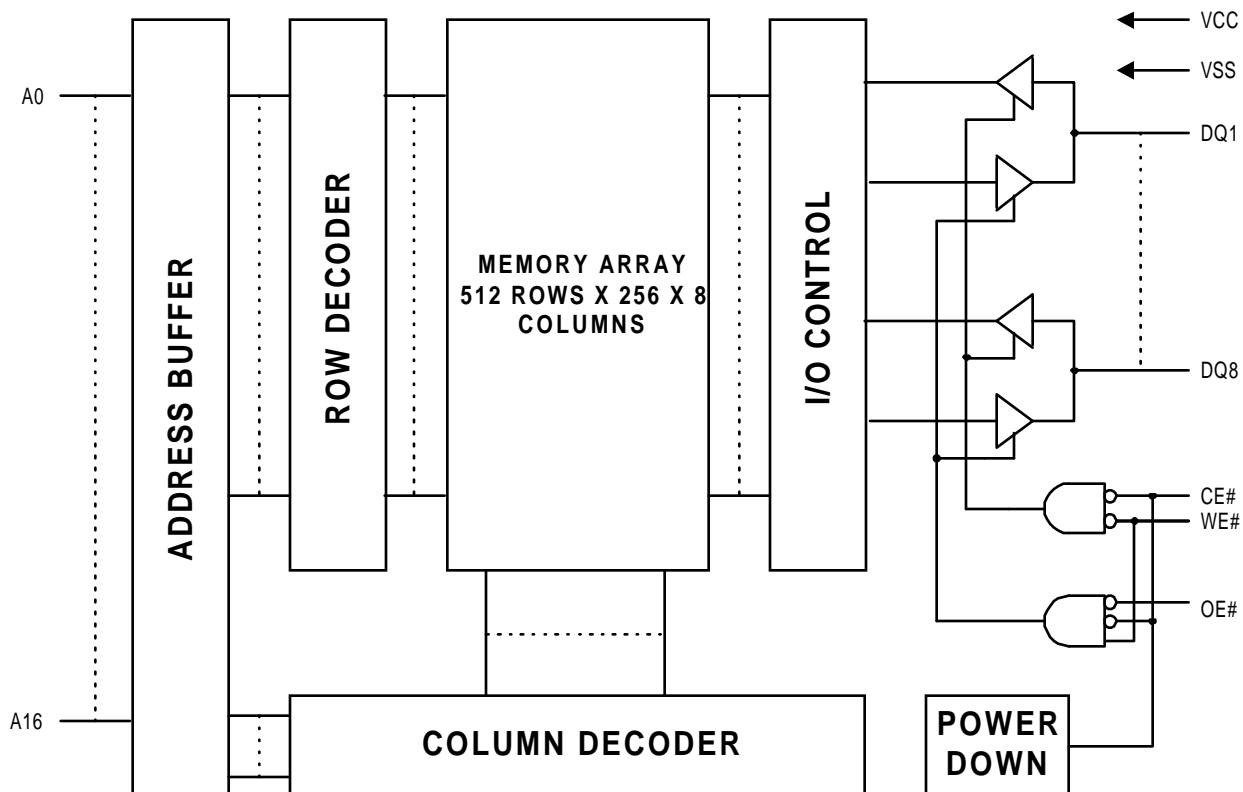 VCC
VSS
A0
DQ1
ADDRESS BUFFER
ROW DECODER
MEMORY ARRAY
512 ROWS X 256 X 8
COLUMNS
I/O CONTROL
DQ8
CE#
WE#
OE#
A16
COLUMN DECODER
POWER
DOWN